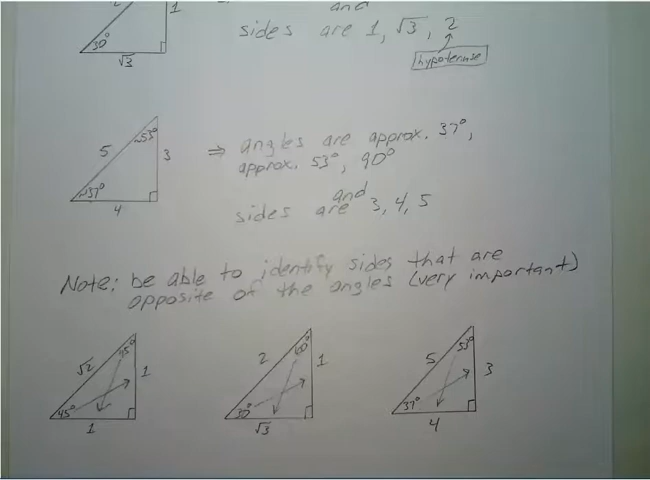 1
and
sides are 1, √3, 2
30°
√3
hypotenuse
5
~53°
3
⇒ angles are approx. 37°,
approx. 53°, 90°
~37°
4
and
sides are 3, 4, 5
Note: be able to identify sides that are
opposite of the angles (very important)
√2
45°
1
45°
1
2
60°
1
30°
√3
5
53°
3
37°
4